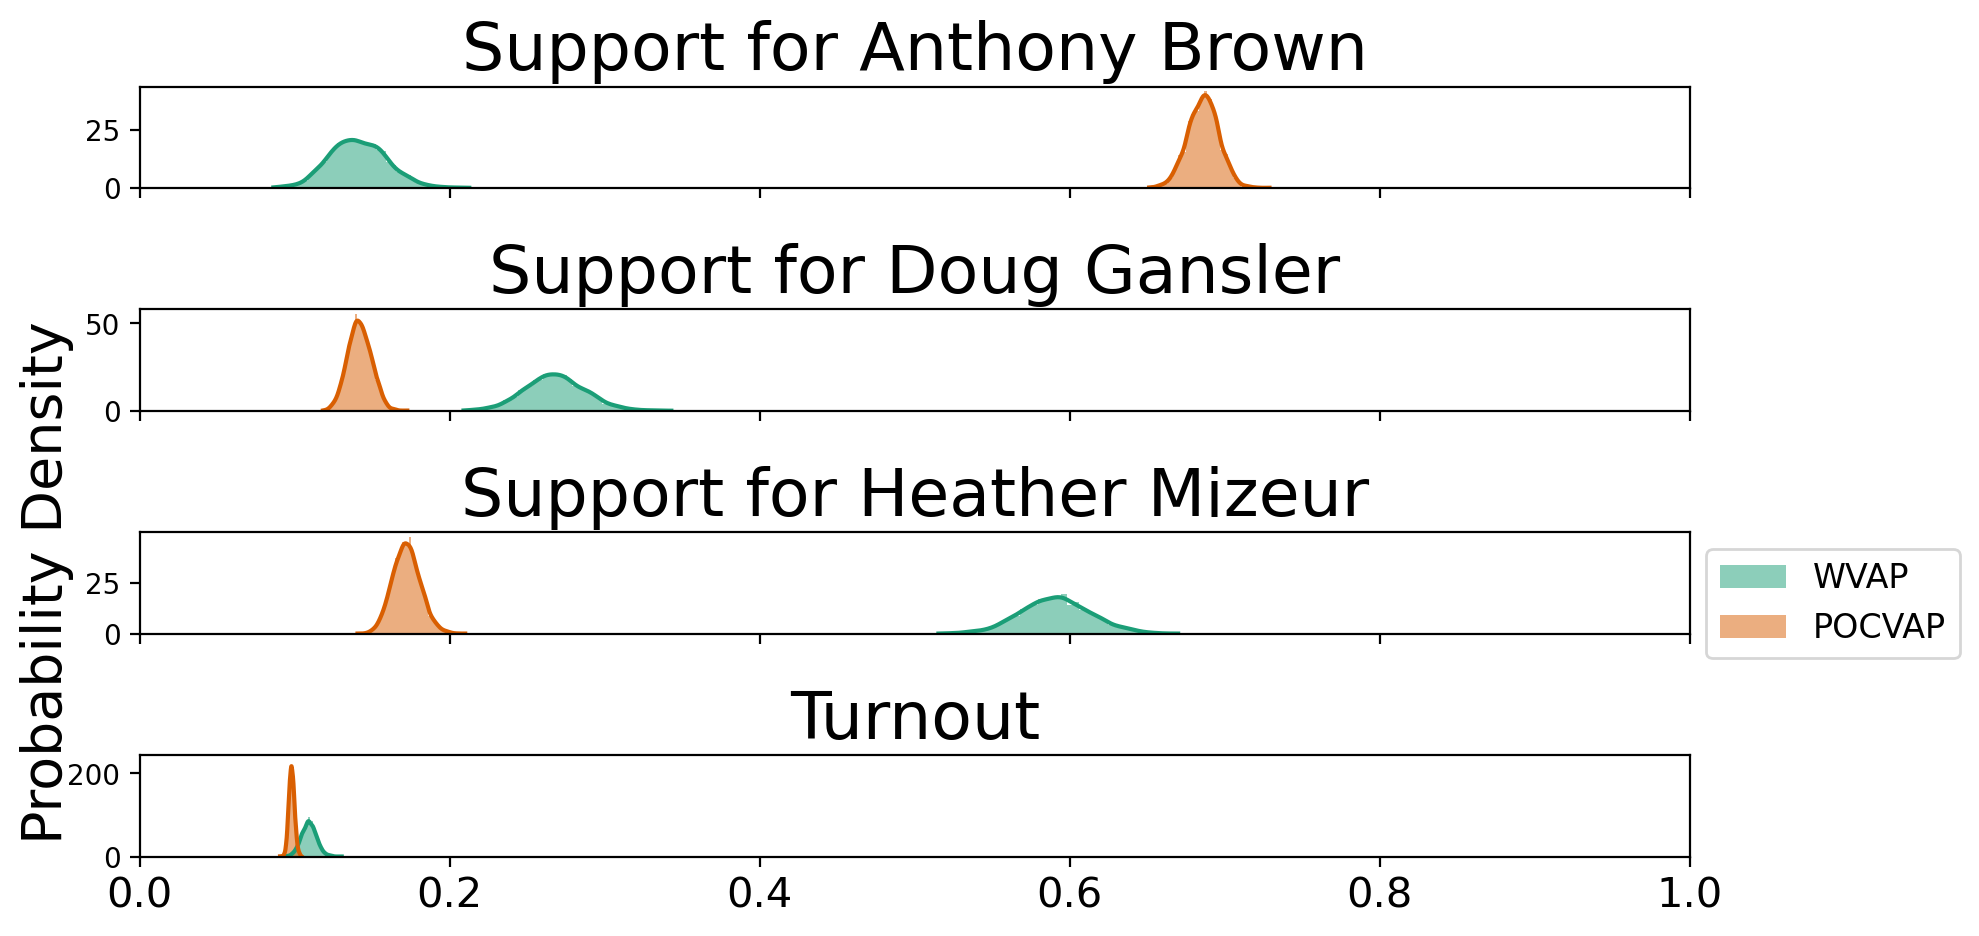 Support for Anthony Brown
25
0
Support for Doug Gansler
50
0
Support for Heather Mizeur
25
0
Turnout
200
0
0.0 0.2 0.4 0.6 0.8 1.0
Probability Density
WVAP
POCVAP